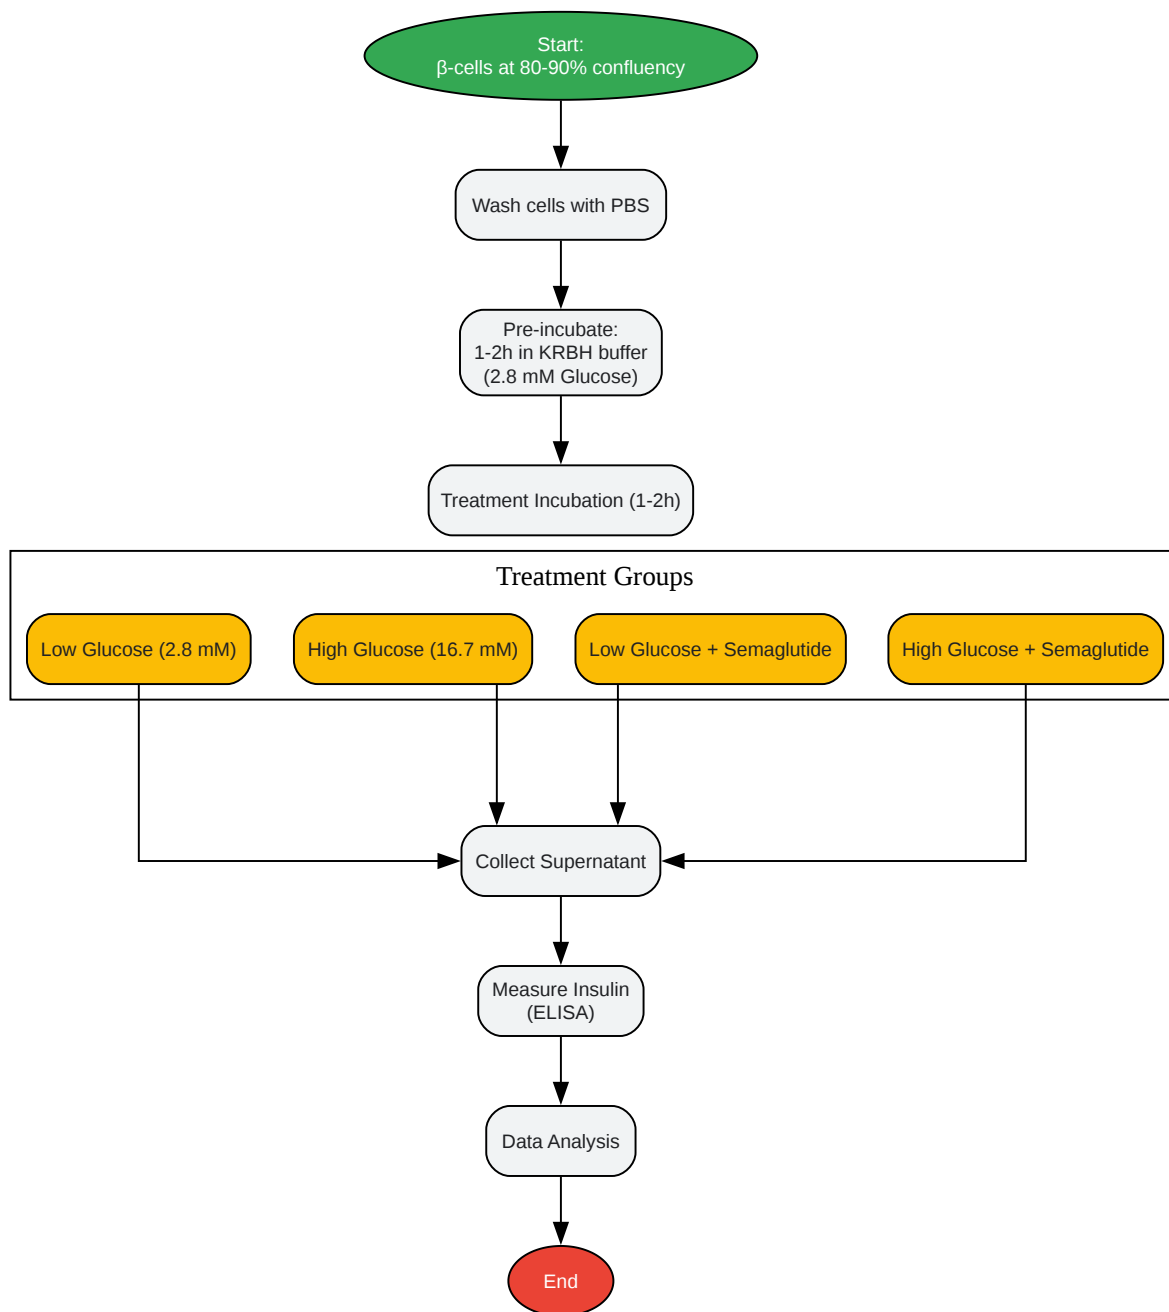 Start:
β-cells at 80-90% confluency
Wash cells with PBS
Pre-incubate:
1-2h in KRBH buffer
(2.8 mM Glucose)
Treatment Incubation (1-2h)
Treatment Groups
Low Glucose (2.8 mM)
High Glucose (16.7 mM)
Low Glucose + Semaglutide
High Glucose + Semaglutide
Collect Supernatant
Measure Insulin
(ELISA)
Data Analysis
End